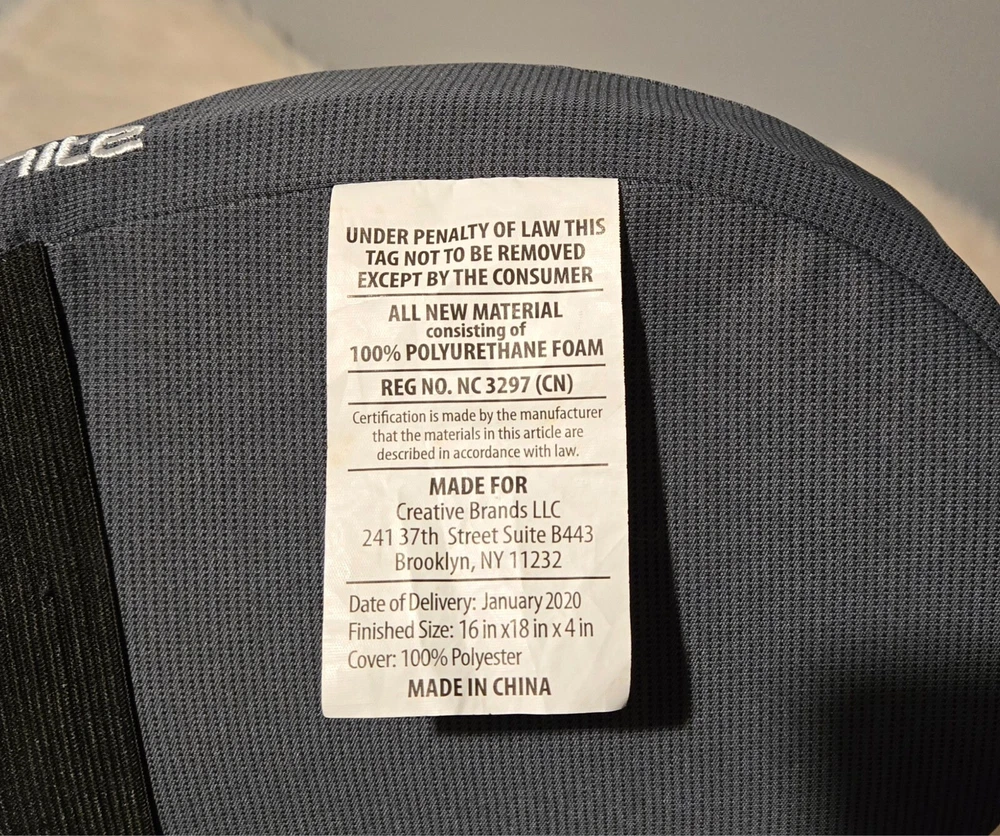 UNDER PENALTY OF LAW THIS
TAG NOT TO BE REMOVED
EXCEPT BY THE CONSUMER
ALL NEW MATERIAL
consisting of
100% POLYURETHANE FOAM
REG NO. NC 3297 (CN)
Certification is made by the manufacturer
that the materials in this article are
described in accordance with law.
MADE FOR
Creative Brands LLC
241 37th Street Suite B443
Brooklyn, NY 11232
Date of Delivery: January 2020
Finished Size: 16 in x18 in x 4 in
Cover: 100% Polyester
MADE IN CHINA